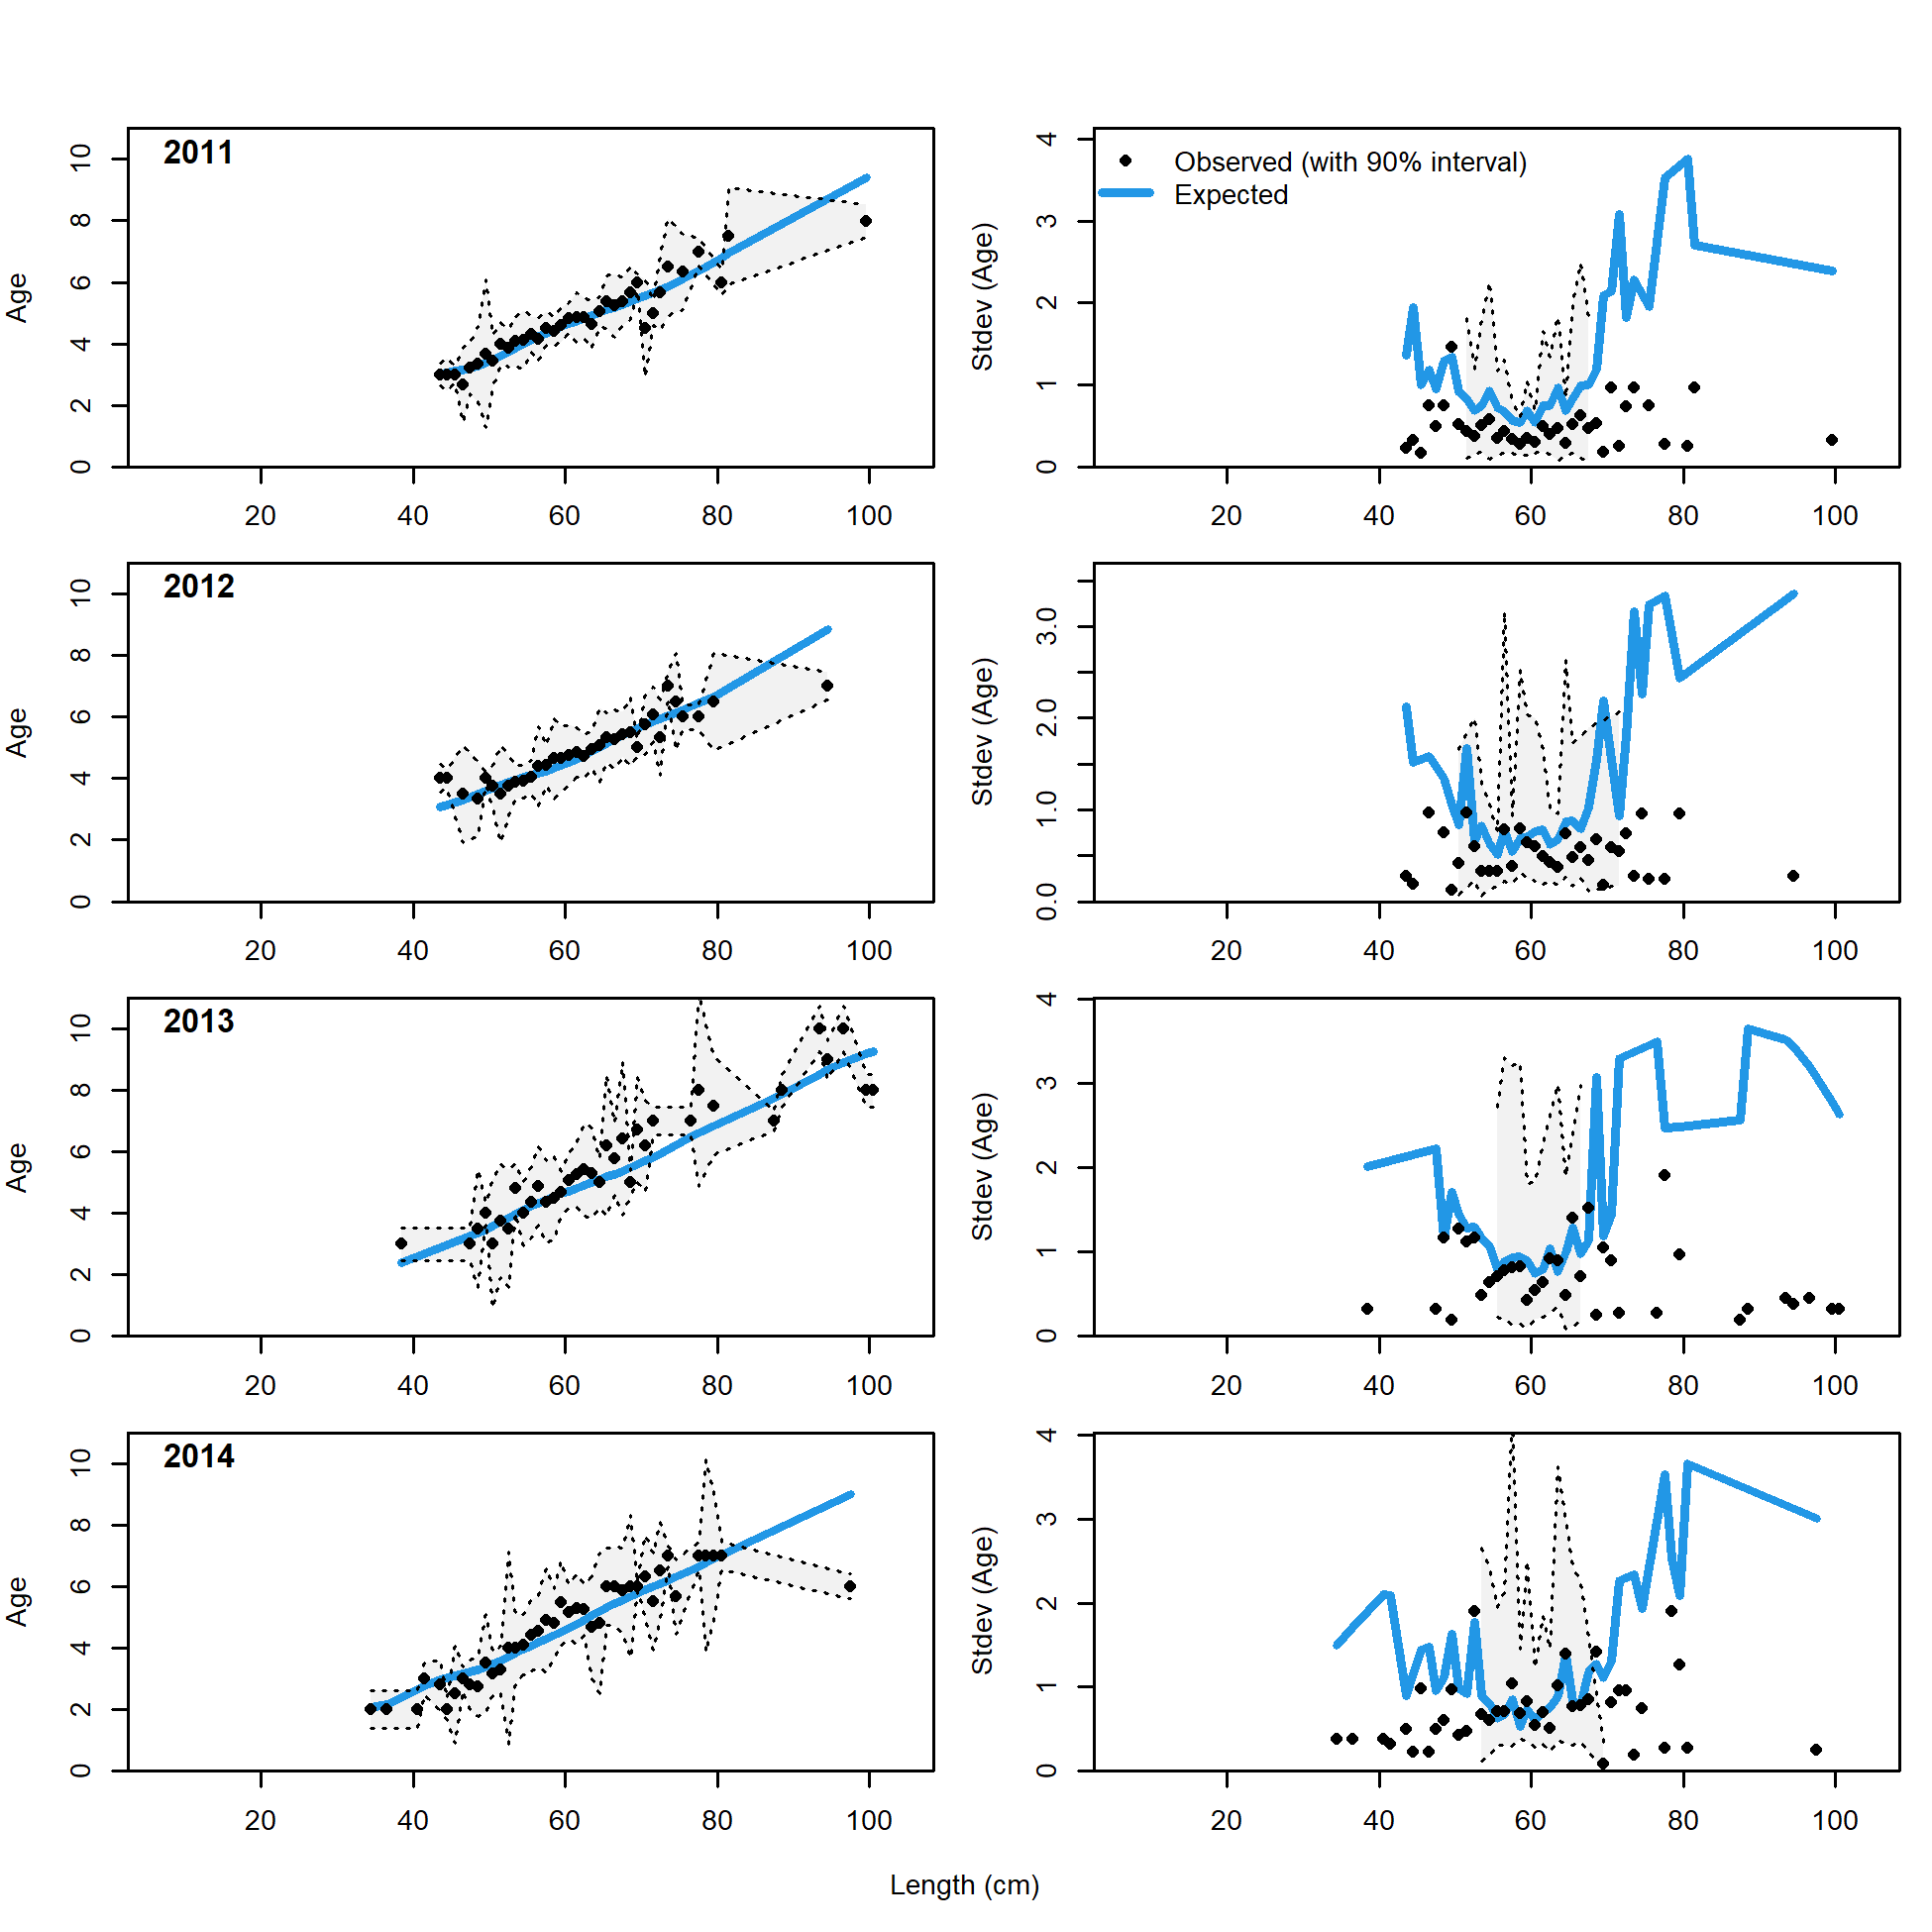 2011
Age
0 2 4 6 8 10
20 40 60 80 100
Observed (with 90% interval)
Expected
Stdev (Age)
0 1 2 3 4
20 40 60 80 100
2012
Age
0 2 4 6 8 10
20 40 60 80 100
Stdev (Age)
0.0 1.0 2.0 3.0
20 40 60 80 100
2013
Age
0 2 4 6 8 10
20 40 60 80 100
Stdev (Age)
0 1 2 3 4
20 40 60 80 100
2014
Age
0 2 4 6 8 10
20 40 60 80 100
Stdev (Age)
0 1 2 3 4
20 40 60 80 100
Length (cm)